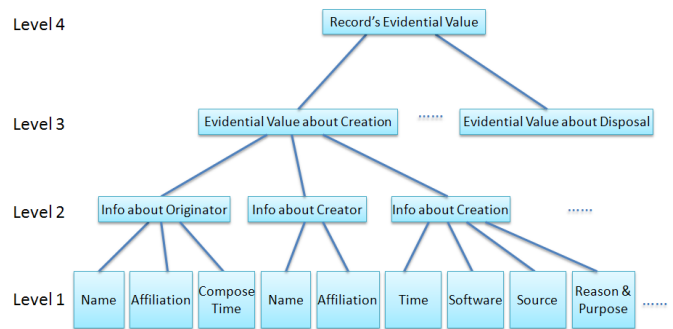 Level 4
Record's Evidential Value
Level 3
Evidential Value about Creation
......
Evidential Value about Disposal
Level 2
Info about Originator
Info about Creator
Info about Creation
......
Level 1
Name
Affiliation
Compose
Time
Name
Affiliation
Time
Software
Source
Reason &
Purpose
......